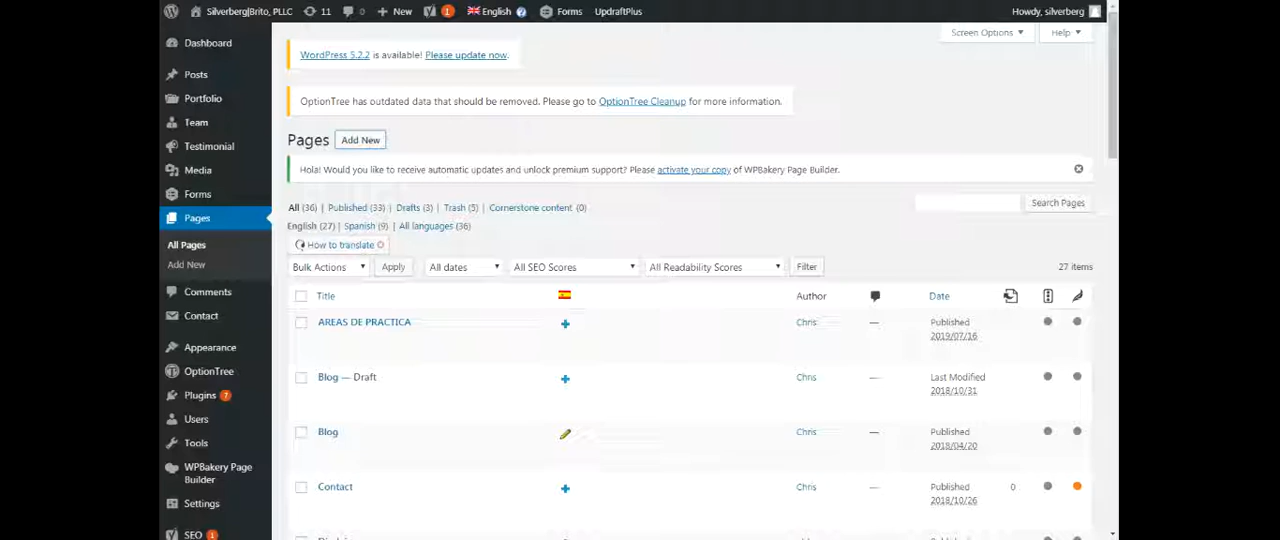 Silverberg|Brito, PLLC 11 0 New 1 English Forms UpdraftPlus Howdy, silverberg
Screen Options Help
Dashboard
Posts
Portfolio
Team
Testimonial
Media
Forms
Pages
All Pages
Add New
Comments
Contact
Appearance
OptionTree
Plugins 7
Users
Tools
WPBakery Page
Builder
Settings
SEO 1
WordPress 5.2.2 is available! Please update now.
OptionTree has outdated data that should be removed. Please go to OptionTree Cleanup for more information.
Pages Add New
Hola! Would you like to receive automatic updates and unlock premium support? Please activate your copy of WPBakery Page Builder.
All (36) | Published (33) | Drafts (3) | Trash (5) | Cornerstone content (0)
Search Pages
English (27) | Spanish (9) | All languages (36)
How to translate
Bulk Actions Apply All dates All SEO Scores All Readability Scores Filter 27 items
Title Author Date
AREAS DE PRACTICA Chris — Published
2019/07/16
Blog — Draft Chris — Last Modified
2018/10/31
Blog Chris — Published
2018/04/20
Contact Chris — Published 0
2018/10/26